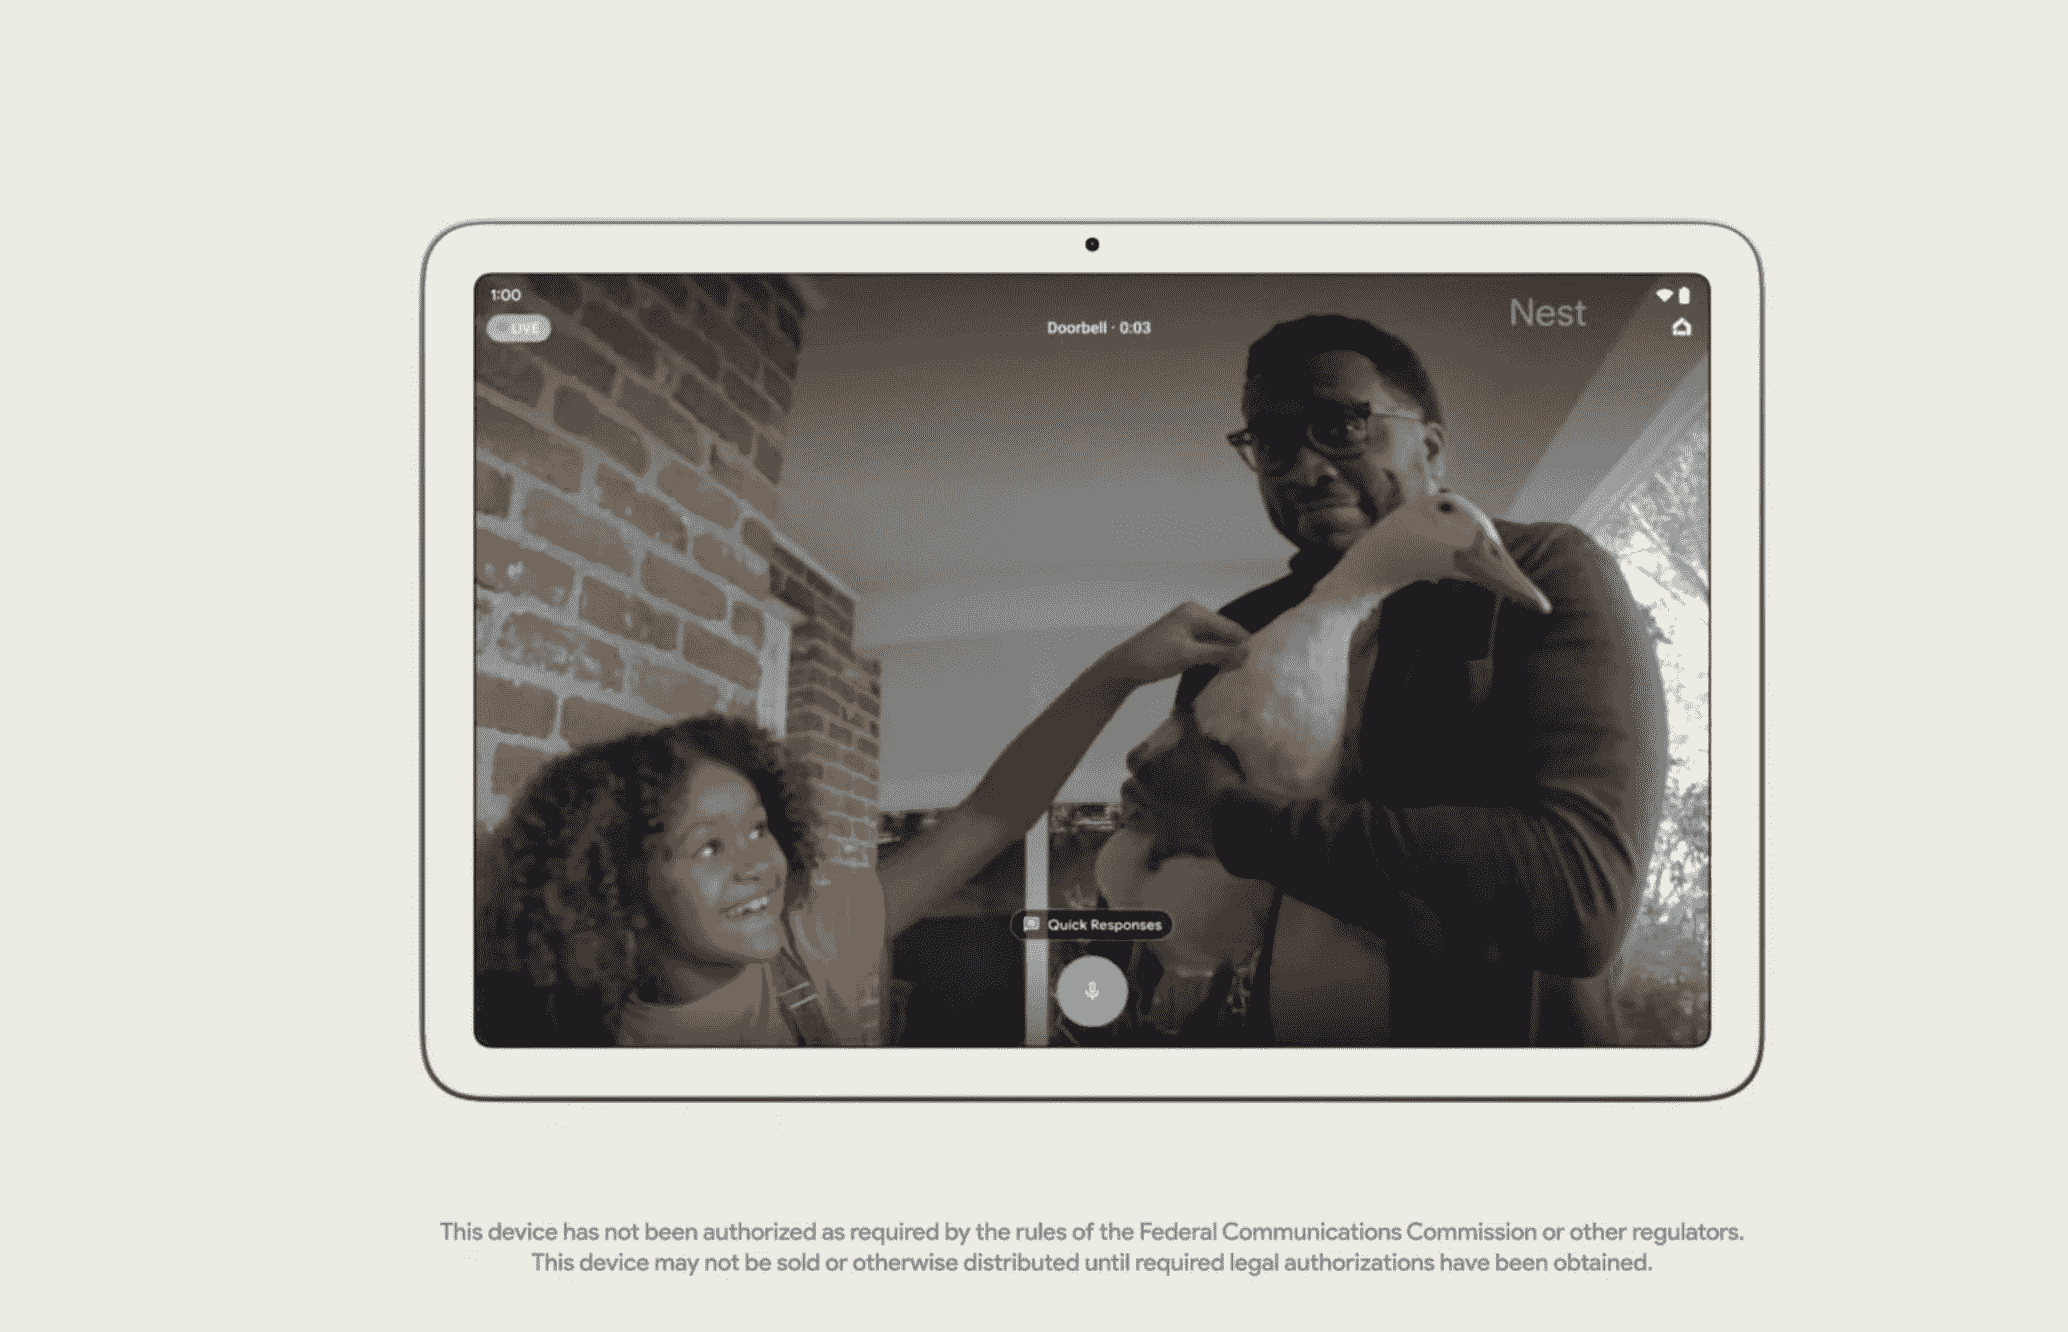 1:00
LIVE
Doorbell · 0:03
Nest
Quick Responses
This device has not been authorized as required by the rules of the Federal Communications Commission or other regulators.
This device may not be sold or otherwise distributed until required legal authorizations have been obtained.